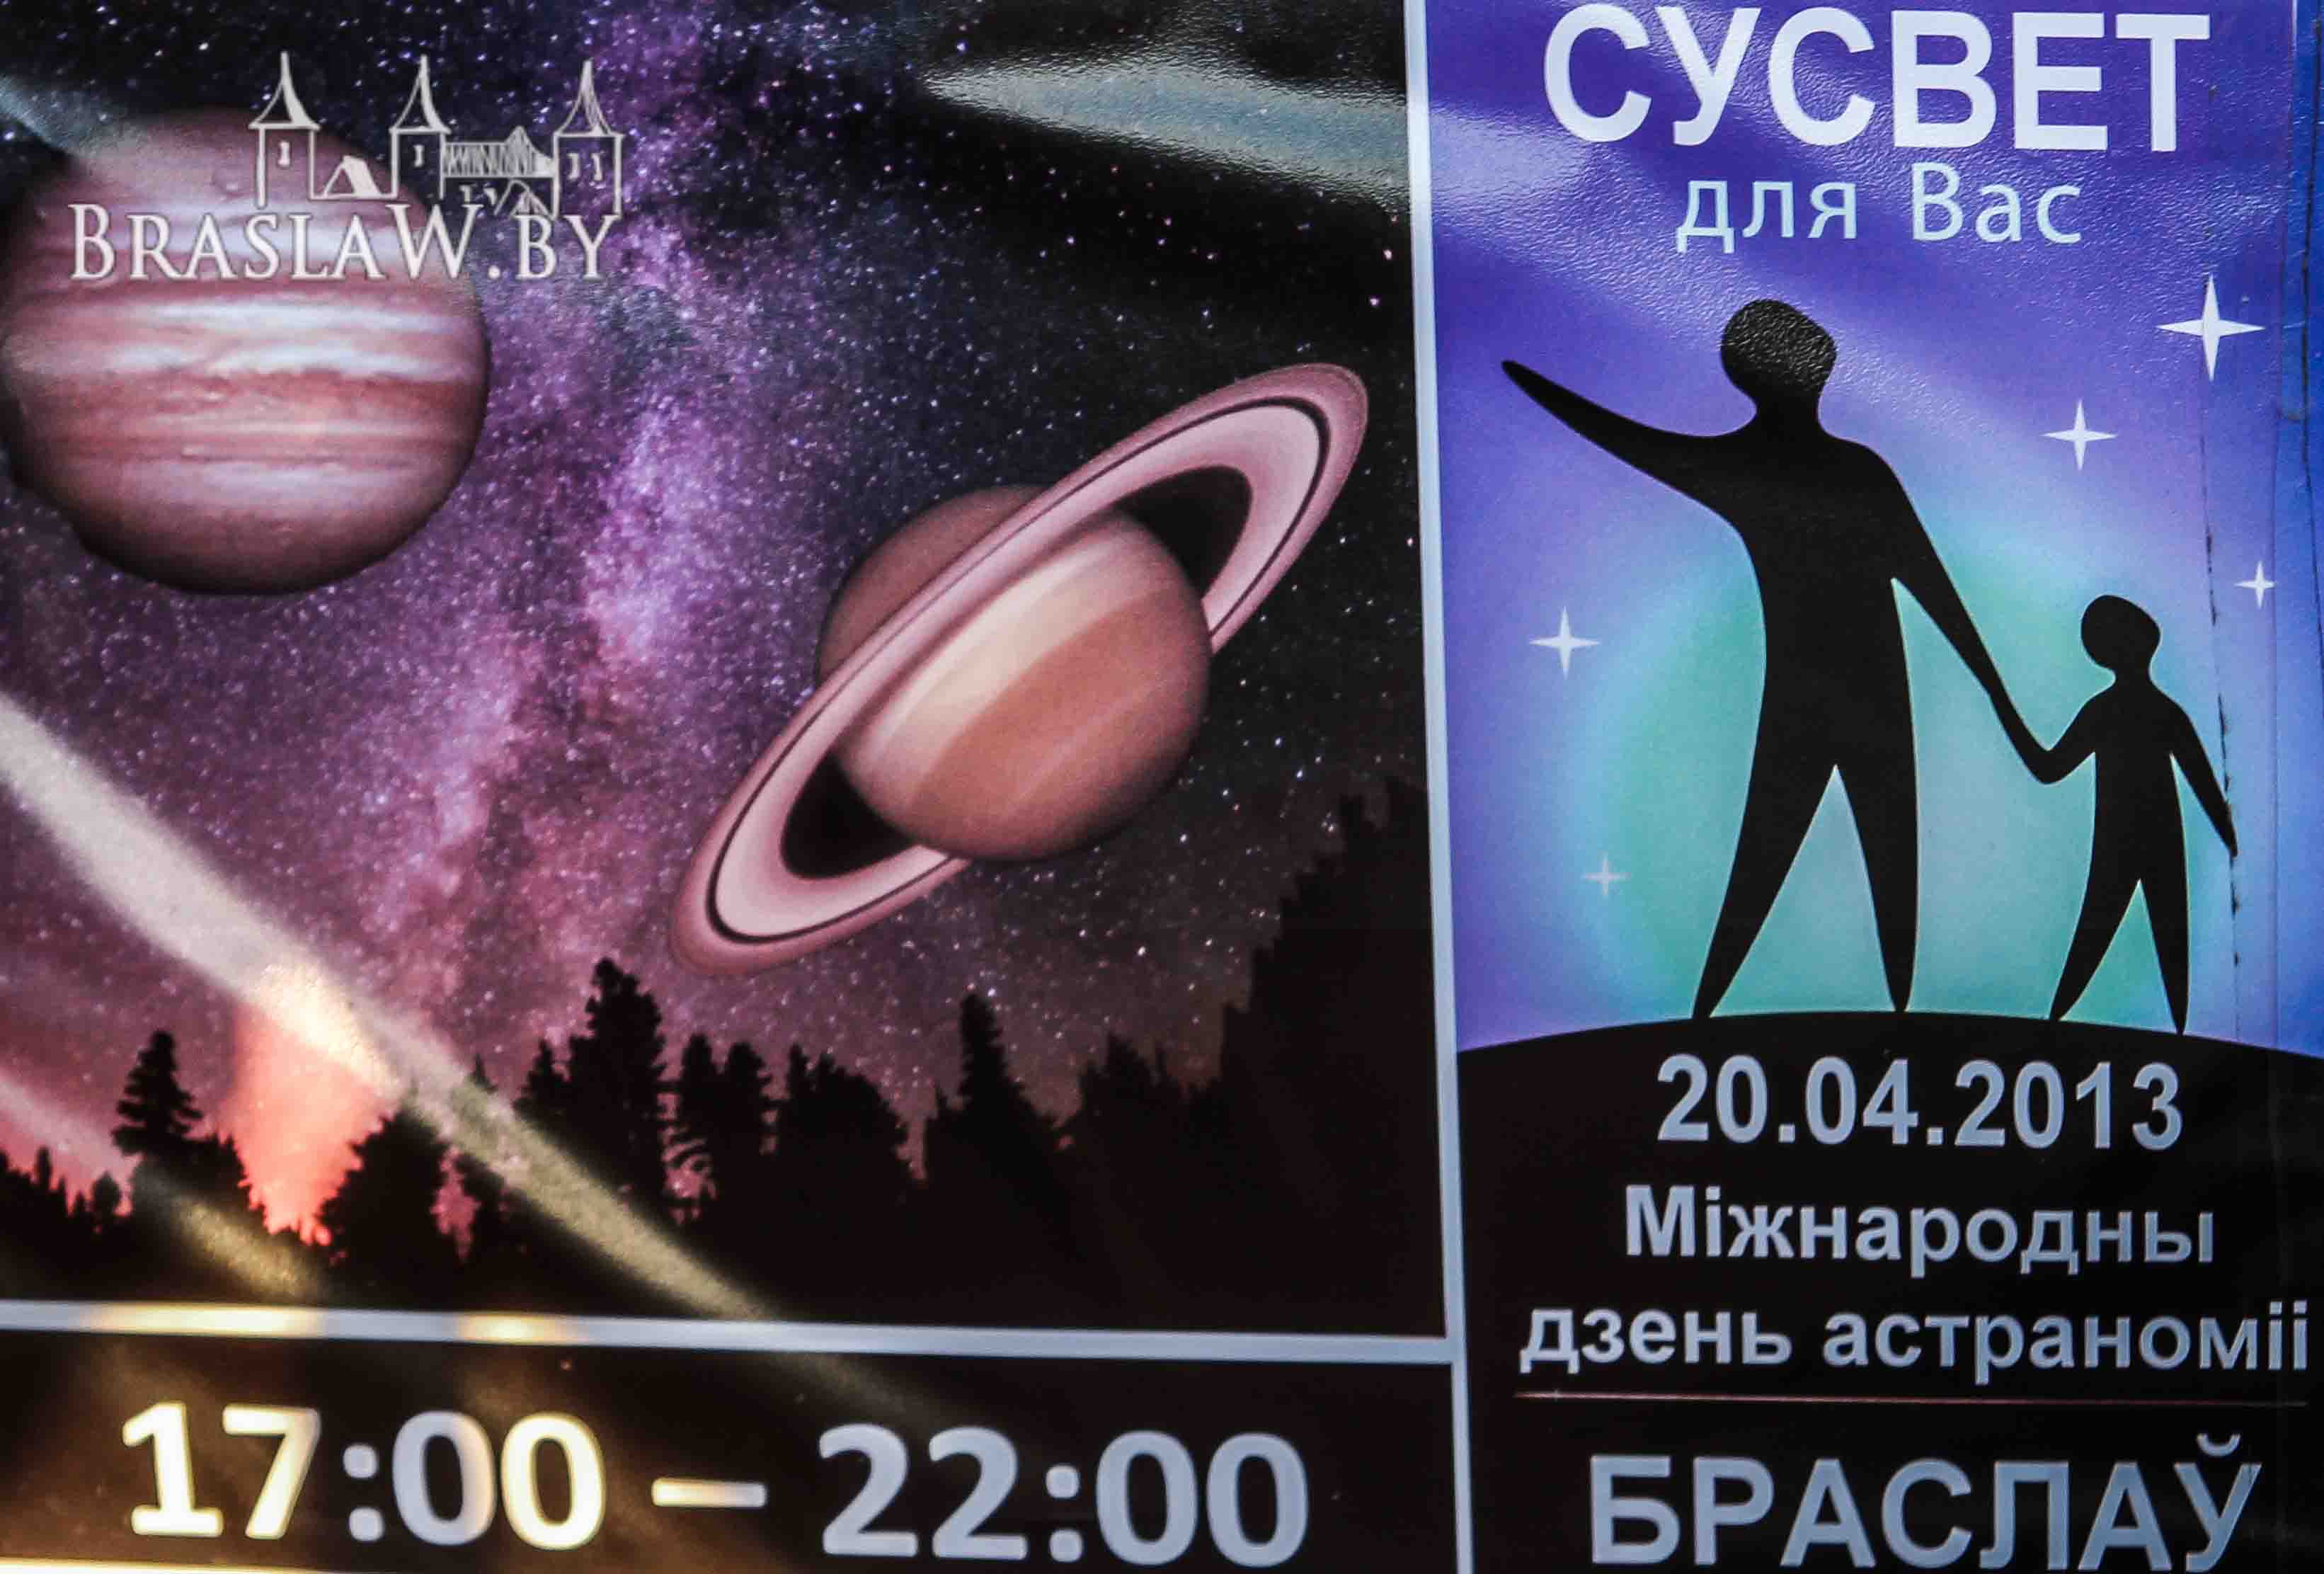 BRASLAW.BY
СУСВЕТ
для Вас
20.04.2013
Міжнародны
дзень астраноміі
БРАСЛАЎ
17:00 – 22:00